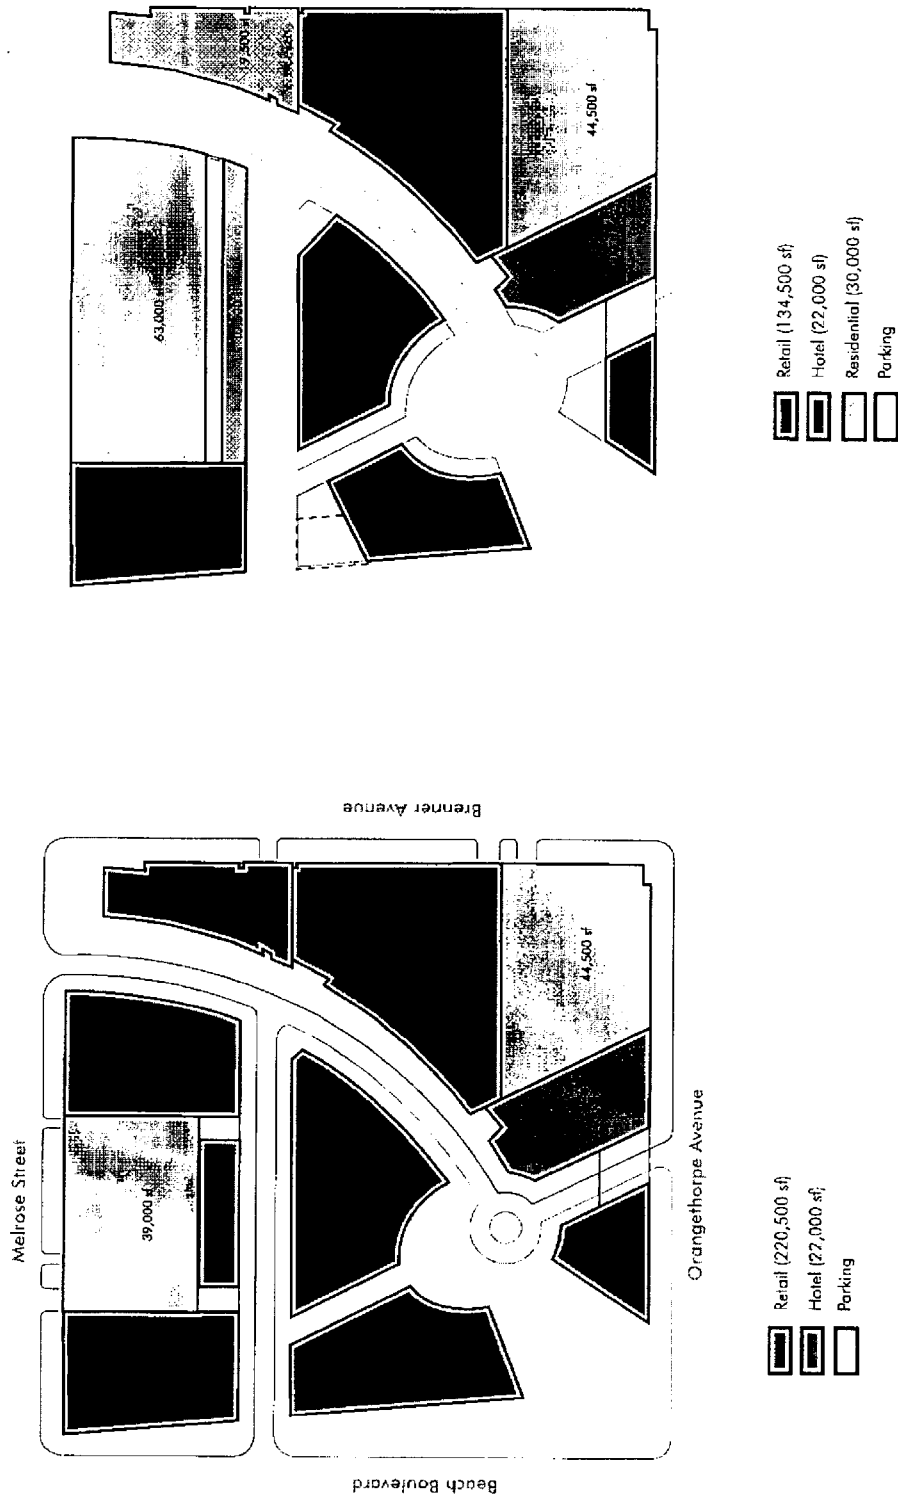 19,500 sf
44,500 sf
63,000 sf
Retail (134,500 sf)
Hotel (22,000 sf)
Residential (30,000 sf)
Parking
Brenner Avenue
Melrose Street
39,000 sf
44,500 sf
Orangethorpe Avenue
Beach Boulevard
Retail (220,500 sf)
Hotel (22,000 sf)
Parking